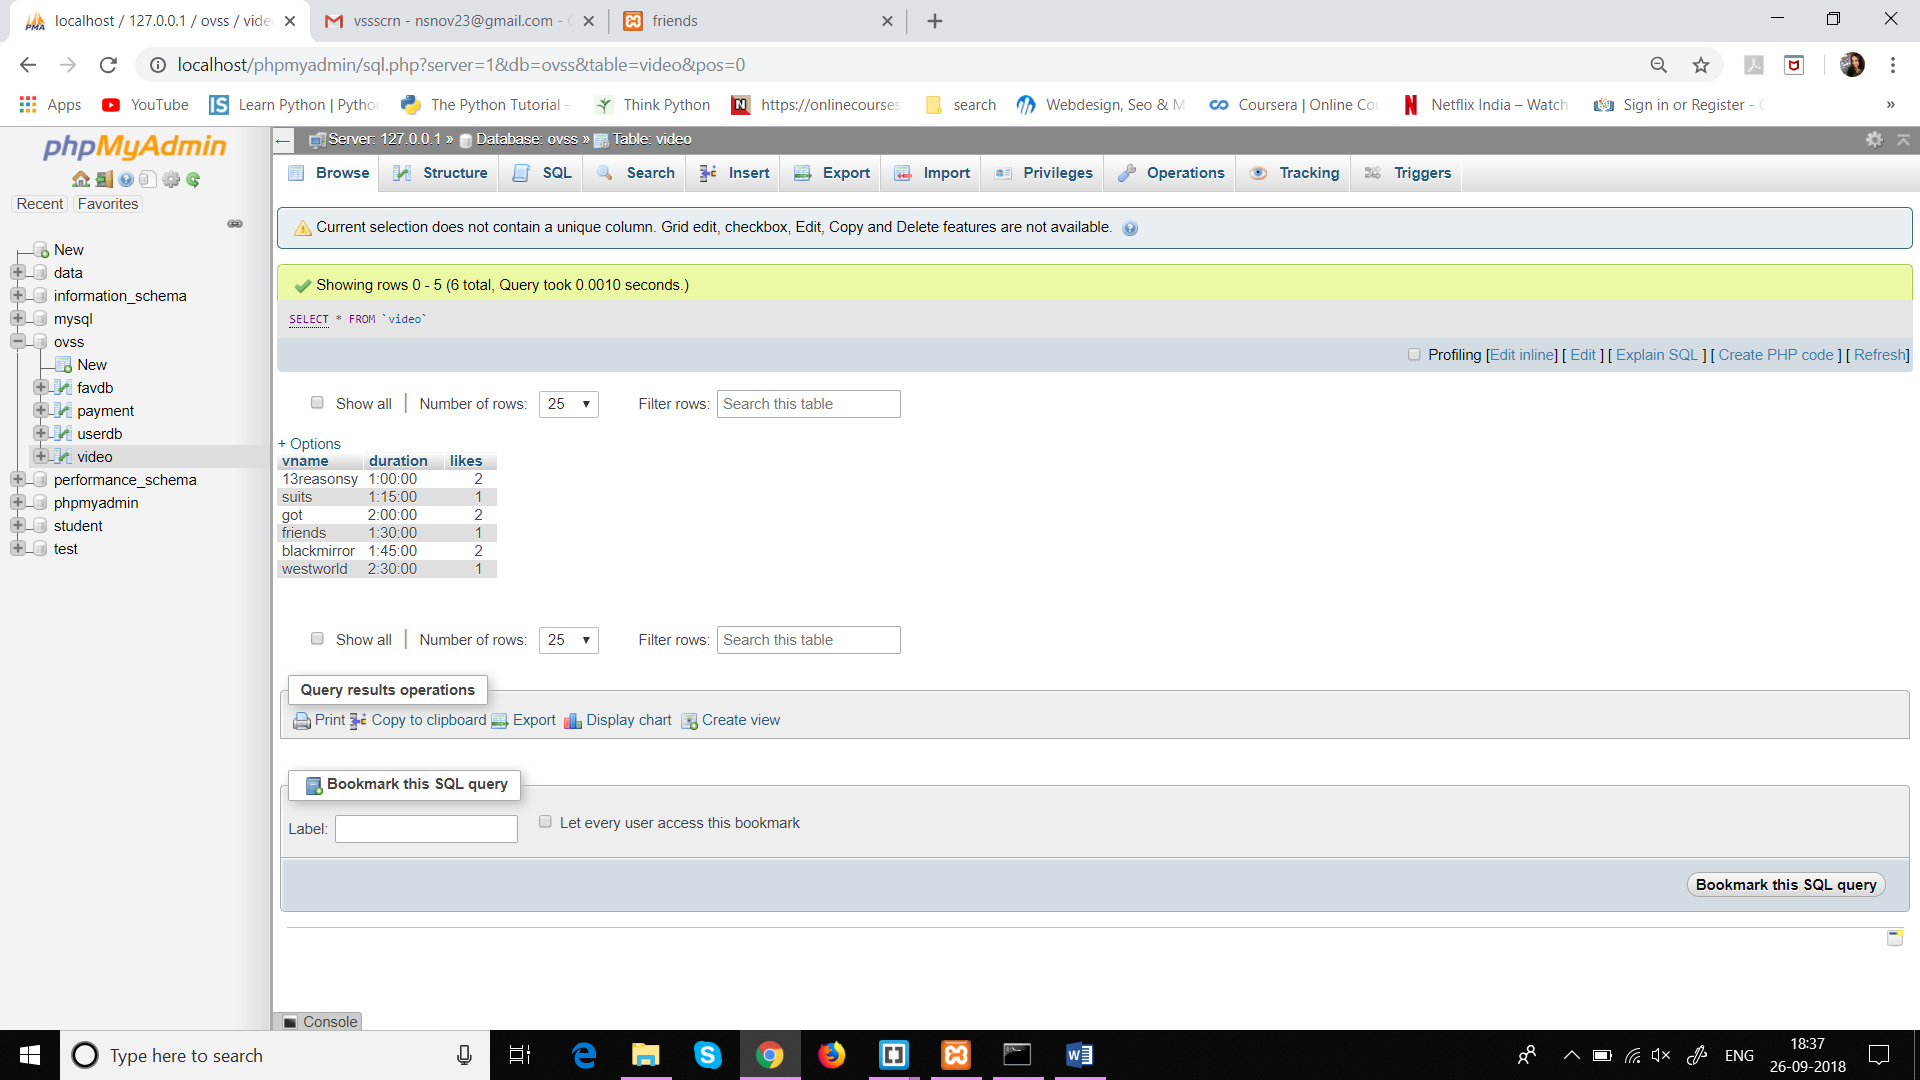 localhost / 127.0.0.1 / ovss / vide
vssscrn - nsnov23@gmail.com -
friends
localhost/phpmyadmin/sql.php?server=1&db=ovss&table=video&pos=0
Apps YouTube Learn Python | Pytho The Python Tutorial — Think Python https://onlinecourses search Webdesign, Seo & M Coursera | Online Co Netflix India – Watch Sign in or Register - »
phpMyAdmin
Recent Favorites
New
data
information_schema
mysql
ovss
New
favdb
payment
userdb
video
performance_schema
phpmyadmin
student
test
Server: 127.0.0.1 » Database: ovss » Table: video
Browse Structure SQL Search Insert Export Import Privileges Operations Tracking Triggers
Current selection does not contain a unique column. Grid edit, checkbox, Edit, Copy and Delete features are not available.
Showing rows 0 - 5 (6 total, Query took 0.0010 seconds.)
SELECT * FROM `video`
Profiling [Edit inline] [ Edit ] [ Explain SQL ] [ Create PHP code ] [ Refresh]
Show all | Number of rows: 25 Filter rows: Search this table
+ Options
vname duration likes
13reasonsy 1:00:00 2
suits 1:15:00 1
got 2:00:00 2
friends 1:30:00 1
blackmirror 1:45:00 2
westworld 2:30:00 1
Show all | Number of rows: 25 Filter rows: Search this table
Query results operations
Print Copy to clipboard Export Display chart Create view
Bookmark this SQL query
Label: Let every user access this bookmark
Bookmark this SQL query
Console
Type here to search
ENG
18:37
26-09-2018